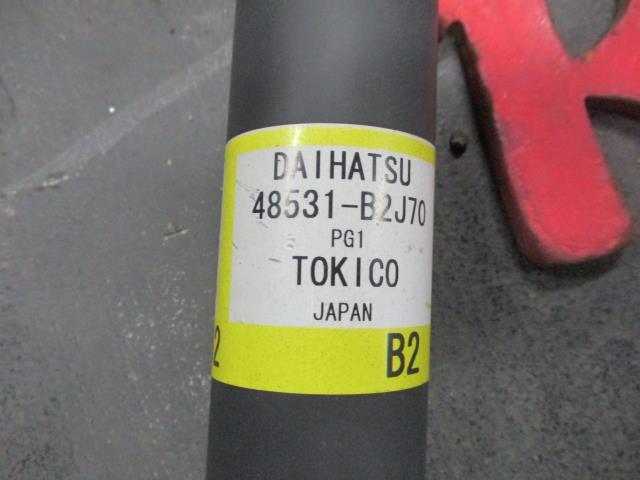 DAIHATSU
48531-B2J70
PG1
TOKICO
JAPAN
2
B2